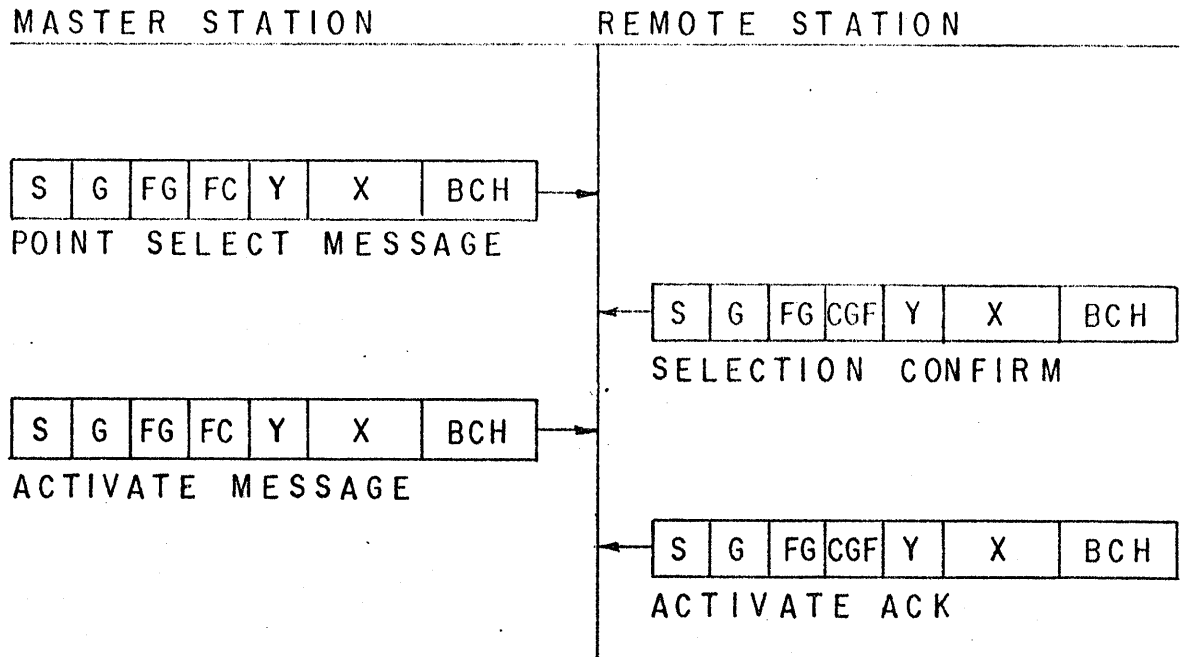 MASTER STATION REMOTE STATION
S G FG FC Y X BCH
POINT SELECT MESSAGE
S G FG CGF Y X BCH
SELECTION CONFIRM
S G FG FC Y X BCH
ACTIVATE MESSAGE
S G FG CGF Y X BCH
ACTIVATE ACK